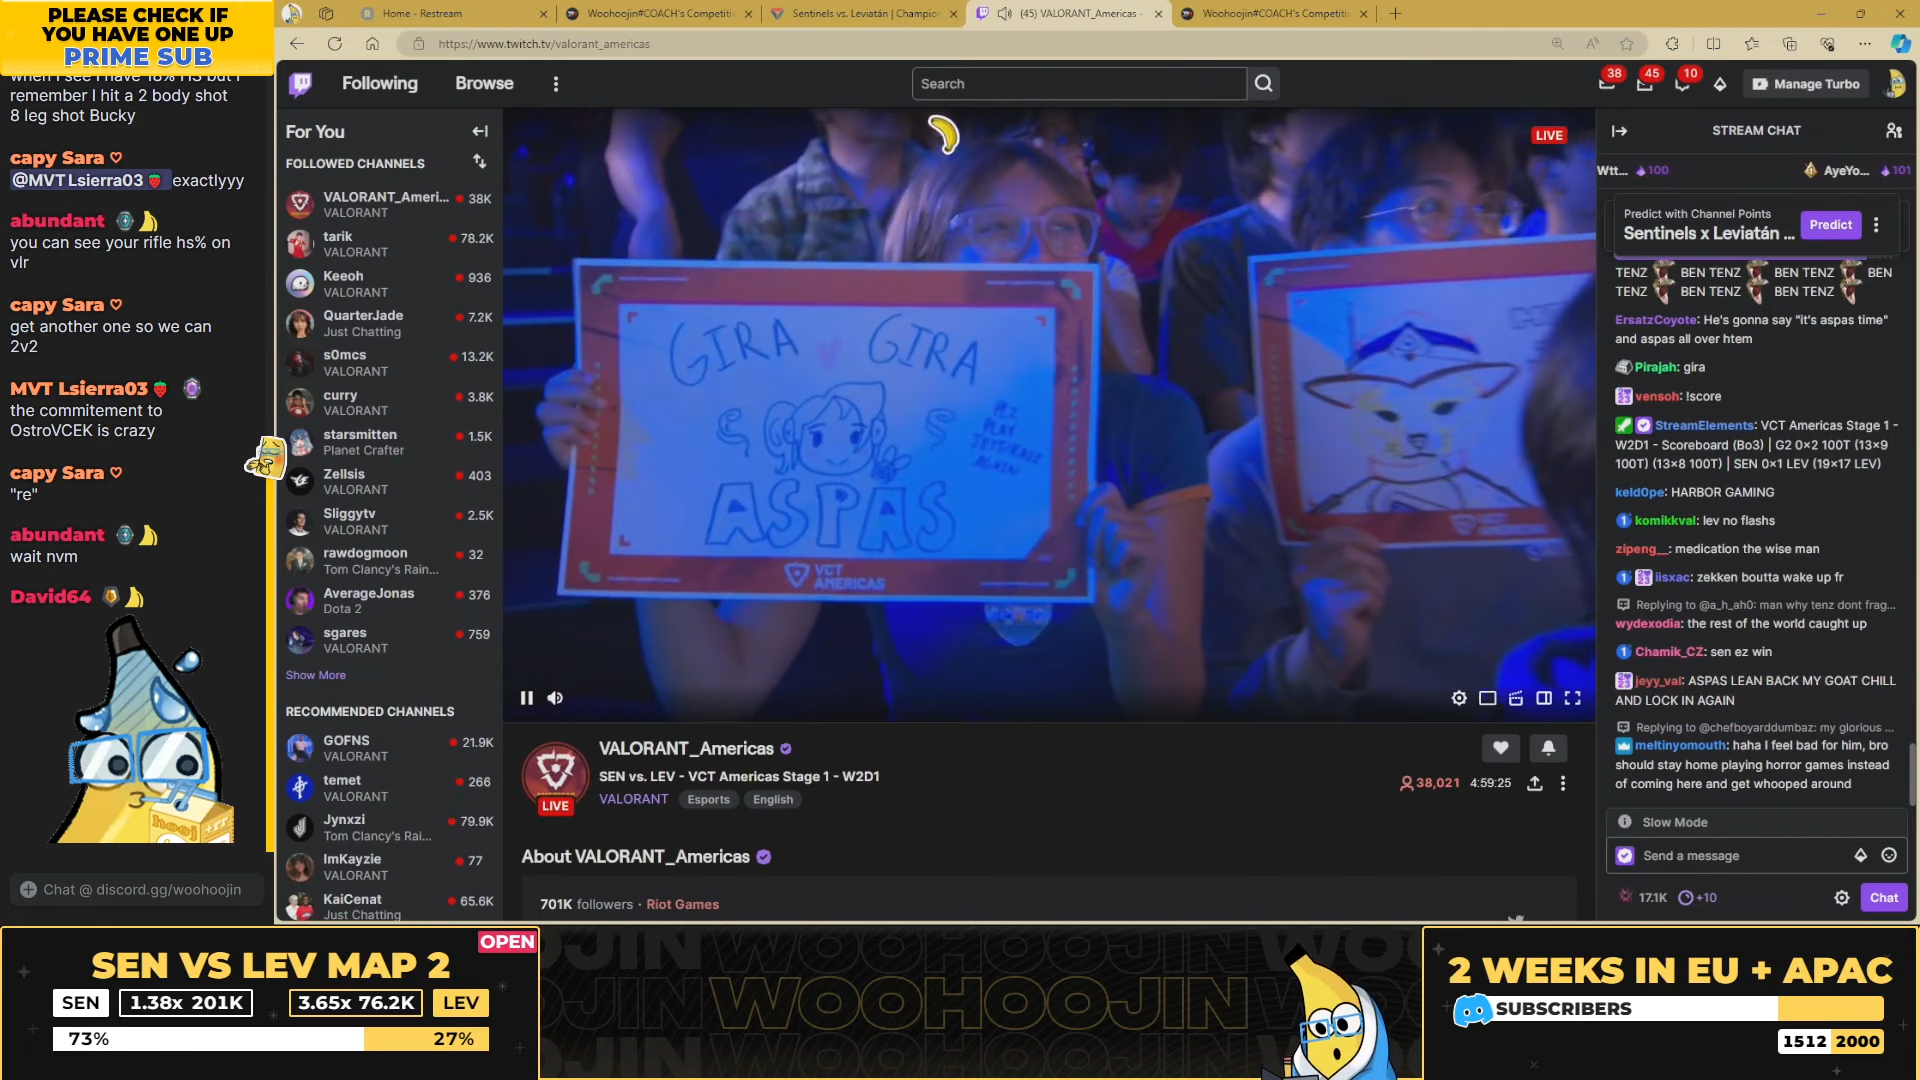 PLEASE CHECK IF
YOU HAVE ONE UP
PRIME SUB
remember I hit a 2 body shot
8 leg shot Bucky
capy Sara ♡
@MVT Lsierra03 exactlyyy
abundant
you can see your rifle hs% on
vlr
capy Sara ♡
get another one so we can
2v2
MVT Lsierra03
the commitement to
OstroVCEK is crazy
capy Sara ♡
"re"
abundant
wait nvm
David64
hooj
Chat @ discord.gg/woohoojin
Home - Restream
Woohoojin#COACH's Competiti
Sentinels vs. Leviatán | Champion
(45) VALORANT_Americas -
Woohoojin#COACH's Competiti
https://www.twitch.tv/valorant_americas
Following
Browse
Search
38
45
10
Manage Turbo
For You
FOLLOWED CHANNELS
VALORANT_Ameri... 38K
VALORANT
tarik 78.2K
VALORANT
Keeoh 936
VALORANT
QuarterJade 7.2K
Just Chatting
s0mcs 13.2K
VALORANT
curry 3.8K
VALORANT
starsmitten 1.5K
Planet Crafter
Zellsis 403
VALORANT
Sliggytv 2.5K
VALORANT
rawdogmoon 32
Tom Clancy's Rain...
AverageJonas 376
Dota 2
sgares 759
VALORANT
Show More
RECOMMENDED CHANNELS
GOFNS 21.9K
VALORANT
temet 266
VALORANT
Jynxzi 79.9K
Tom Clancy's Rai...
ImKayzie 77
VALORANT
KaiCenat 65.6K
Just Chatting
LIVE
GIRA GIRA
PLZ
PLAY
JETT/RAZE
AGAIN
ASPAS
VCT
AMERICAS
VALORANT_Americas
SEN vs. LEV - VCT Americas Stage 1 - W2D1
VALORANT Esports English
LIVE
38,021 4:59:25
About VALORANT_Americas
701K followers · Riot Games
STREAM CHAT
Wtt... 100
AyeYo... 101
Predict with Channel Points
Sentinels x Leviatán ...
Predict
TENZ BEN TENZ BEN TENZ BEN
TENZ BEN TENZ BEN TENZ
ErsatzCoyote: He's gonna say "it's aspas time"
and aspas all over htem
Pirajah: gira
vensoh: !score
StreamElements: VCT Americas Stage 1 -
W2D1 - Scoreboard (Bo3) | G2 0×2 100T (13×9
100T) (13×8 100T) | SEN 0×1 LEV (19×17 LEV)
keld0pe: HARBOR GAMING
komikkval: lev no flashs
zipeng__: medication the wise man
iisxac: zekken boutta wake up fr
Replying to @a_h_ah0: man why tenz dont frag...
wydexodia: the rest of the world caught up
Chamik_CZ: sen ez win
jeyy_val: ASPAS LEAN BACK MY GOAT CHILL
AND LOCK IN AGAIN
Replying to @chefboyarddumbaz: my glorious ...
meltinyomouth: haha I feel bad for him, bro
should stay home playing horror games instead
of coming here and get whooped around
Slow Mode
Send a message
17.1K +10
Chat
OPEN
SEN VS LEV MAP 2
SEN 1.38x 201K 3.65x 76.2K LEV
73% 27%
WOOHOOJIN
2 WEEKS IN EU + APAC
SUBSCRIBERS
1512 2000